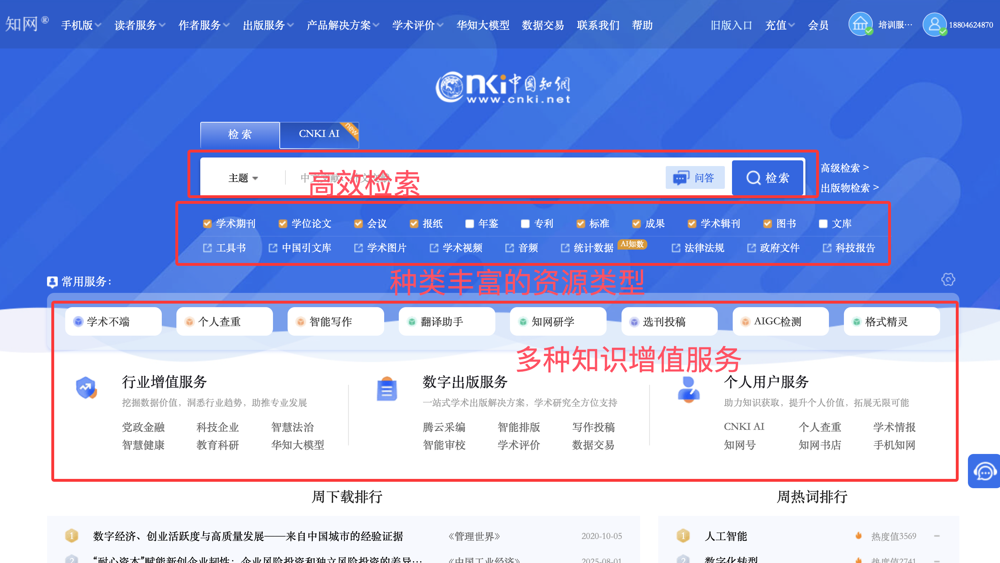 知网® 手机版 读者服务 作者服务 出版服务 产品解决方案 学术评价 华知大模型 数据交易 联系我们 帮助 旧版入口 充值 会员 培训服… 18804624870
cnki中國知網
www.cnki.net
检索 CNKI AI new
主题 中文文献、外文文献 问答 检索
高效检索
高级检索 >
出版物检索 >
学术期刊 学位论文 会议 报纸 年鉴 专利 标准 成果 学术辑刊 图书 文库
工具书 中国引文库 学术图片 学术视频 音频 统计数据 AI知数 法律法规 政府文件 科技报告
种类丰富的资源类型
常用服务：
学术不端 个人查重 智能写作 翻译助手 知网研学 选刊投稿 AIGC检测 格式精灵
多种知识增值服务
行业增值服务
挖掘数据价值，洞悉行业趋势，助推专业发展
党政金融 科技企业 智慧法治
智慧健康 教育科研 华知大模型
数字出版服务
一站式学术出版解决方案，学术研究全方位支持
腾云采编 智能排版 写作投稿
智能审校 学术评价 数据交易
个人用户服务
助力知识获取，提升个人价值，拓展无限可能
CNKI AI 个人查重 学术情报
知网号 知网书店 手机知网
周下载排行
1 数字经济、创业活跃度与高质量发展——来自中国城市的经验证据 《管理世界》 2020-10-05
2 “耐心资本”赋能新创企业韧性：企业风险投资和独立风险投资的差异… 《中国工业经济》 2025-08-01
周热词排行
1 人工智能 热度值3569
2 数字化转型 热度值2741